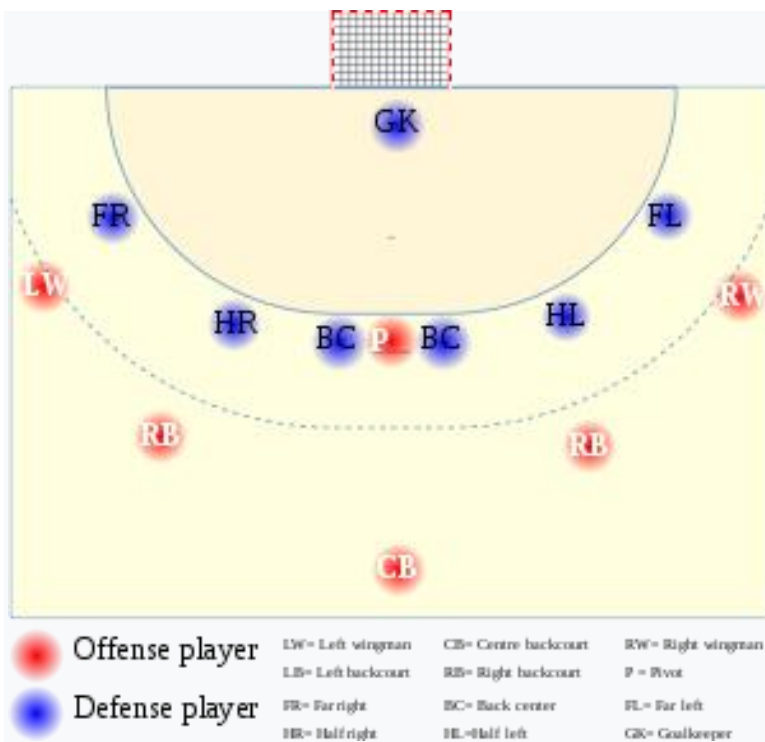 GK
FR FL
LW RW
HR BC P BC HL
RB RB
CB
Offense player
LW= Left wingman CB= Centre backcourt RW= Right wingman
LB= Left backcourt RB= Right backcourt P = Pivot
Defense player
FR= Far right BC= Back center FL= Far left
HR= Half right HL=Half left GK= Goalkeeper